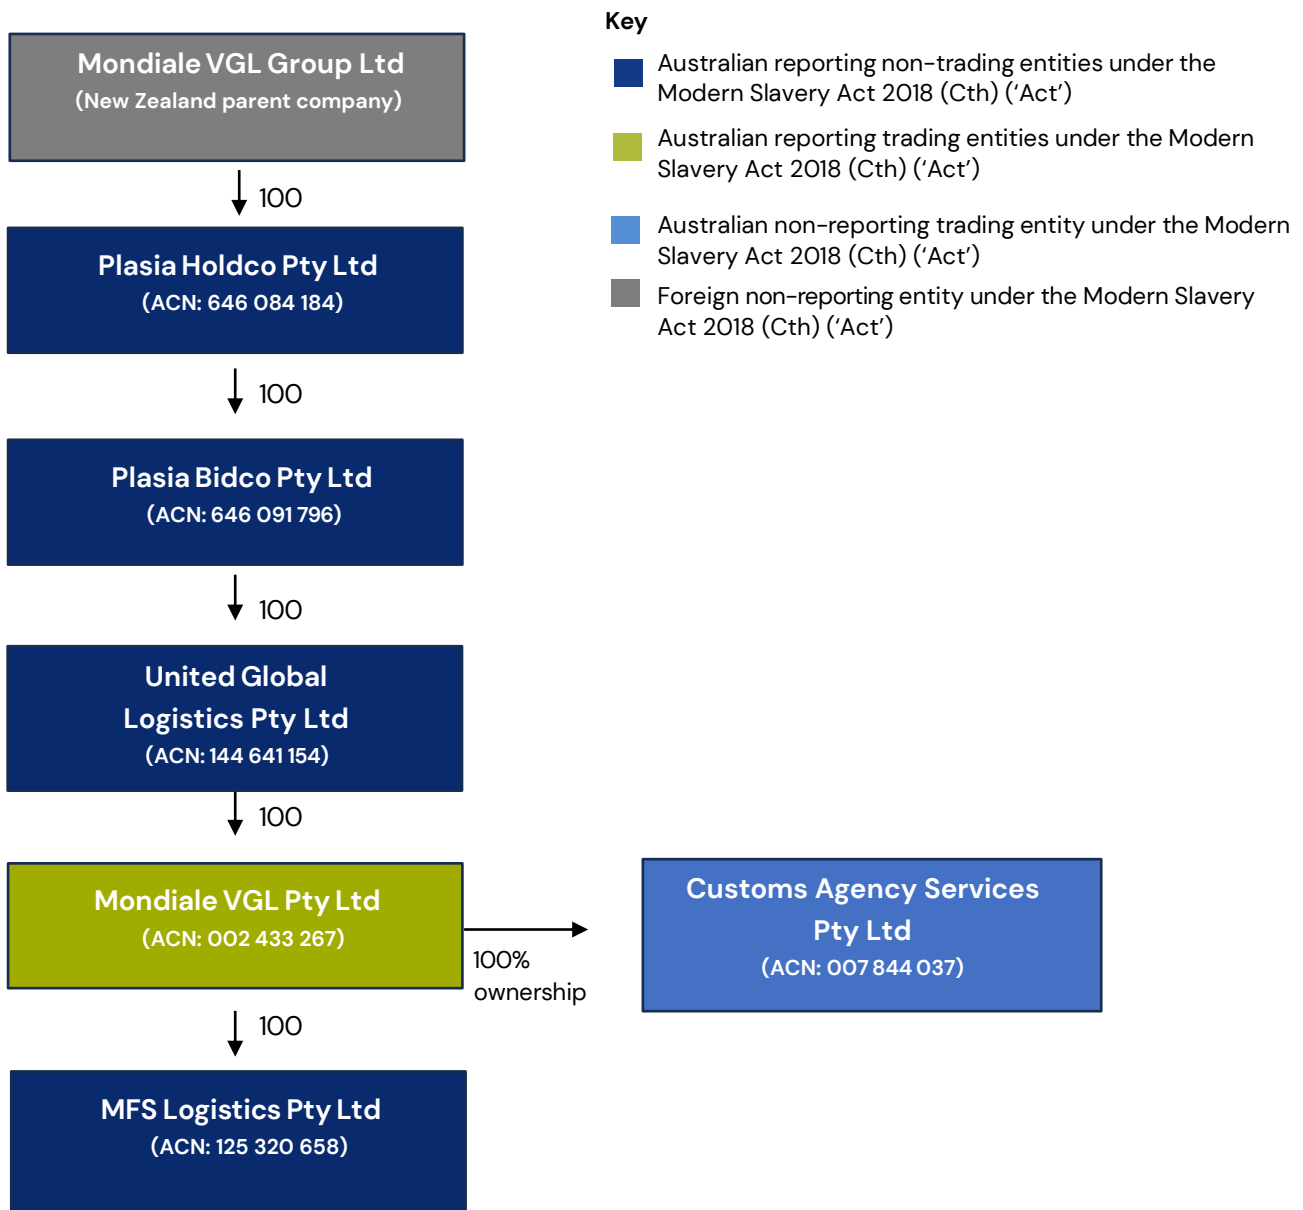 Key
Mondiale VGL Group Ltd
(New Zealand parent company)
Australian reporting non-trading entities under the
Modern Slavery Act 2018 (Cth) (‘Act’)
Australian reporting trading entities under the Modern
Slavery Act 2018 (Cth) (‘Act’)
Australian non-reporting trading entity under the Modern
Slavery Act 2018 (Cth) (‘Act’)
Foreign non-reporting entity under the Modern Slavery
Act 2018 (Cth) (‘Act’)
100
Plasia Holdco Pty Ltd
(ACN: 646 084 184)
100
Plasia Bidco Pty Ltd
(ACN: 646 091 796)
100
United Global
Logistics Pty Ltd
(ACN: 144 641 154)
100
Mondiale VGL Pty Ltd
(ACN: 002 433 267)
100%
ownership
Customs Agency Services
Pty Ltd
(ACN: 007 844 037)
100
MFS Logistics Pty Ltd
(ACN: 125 320 658)